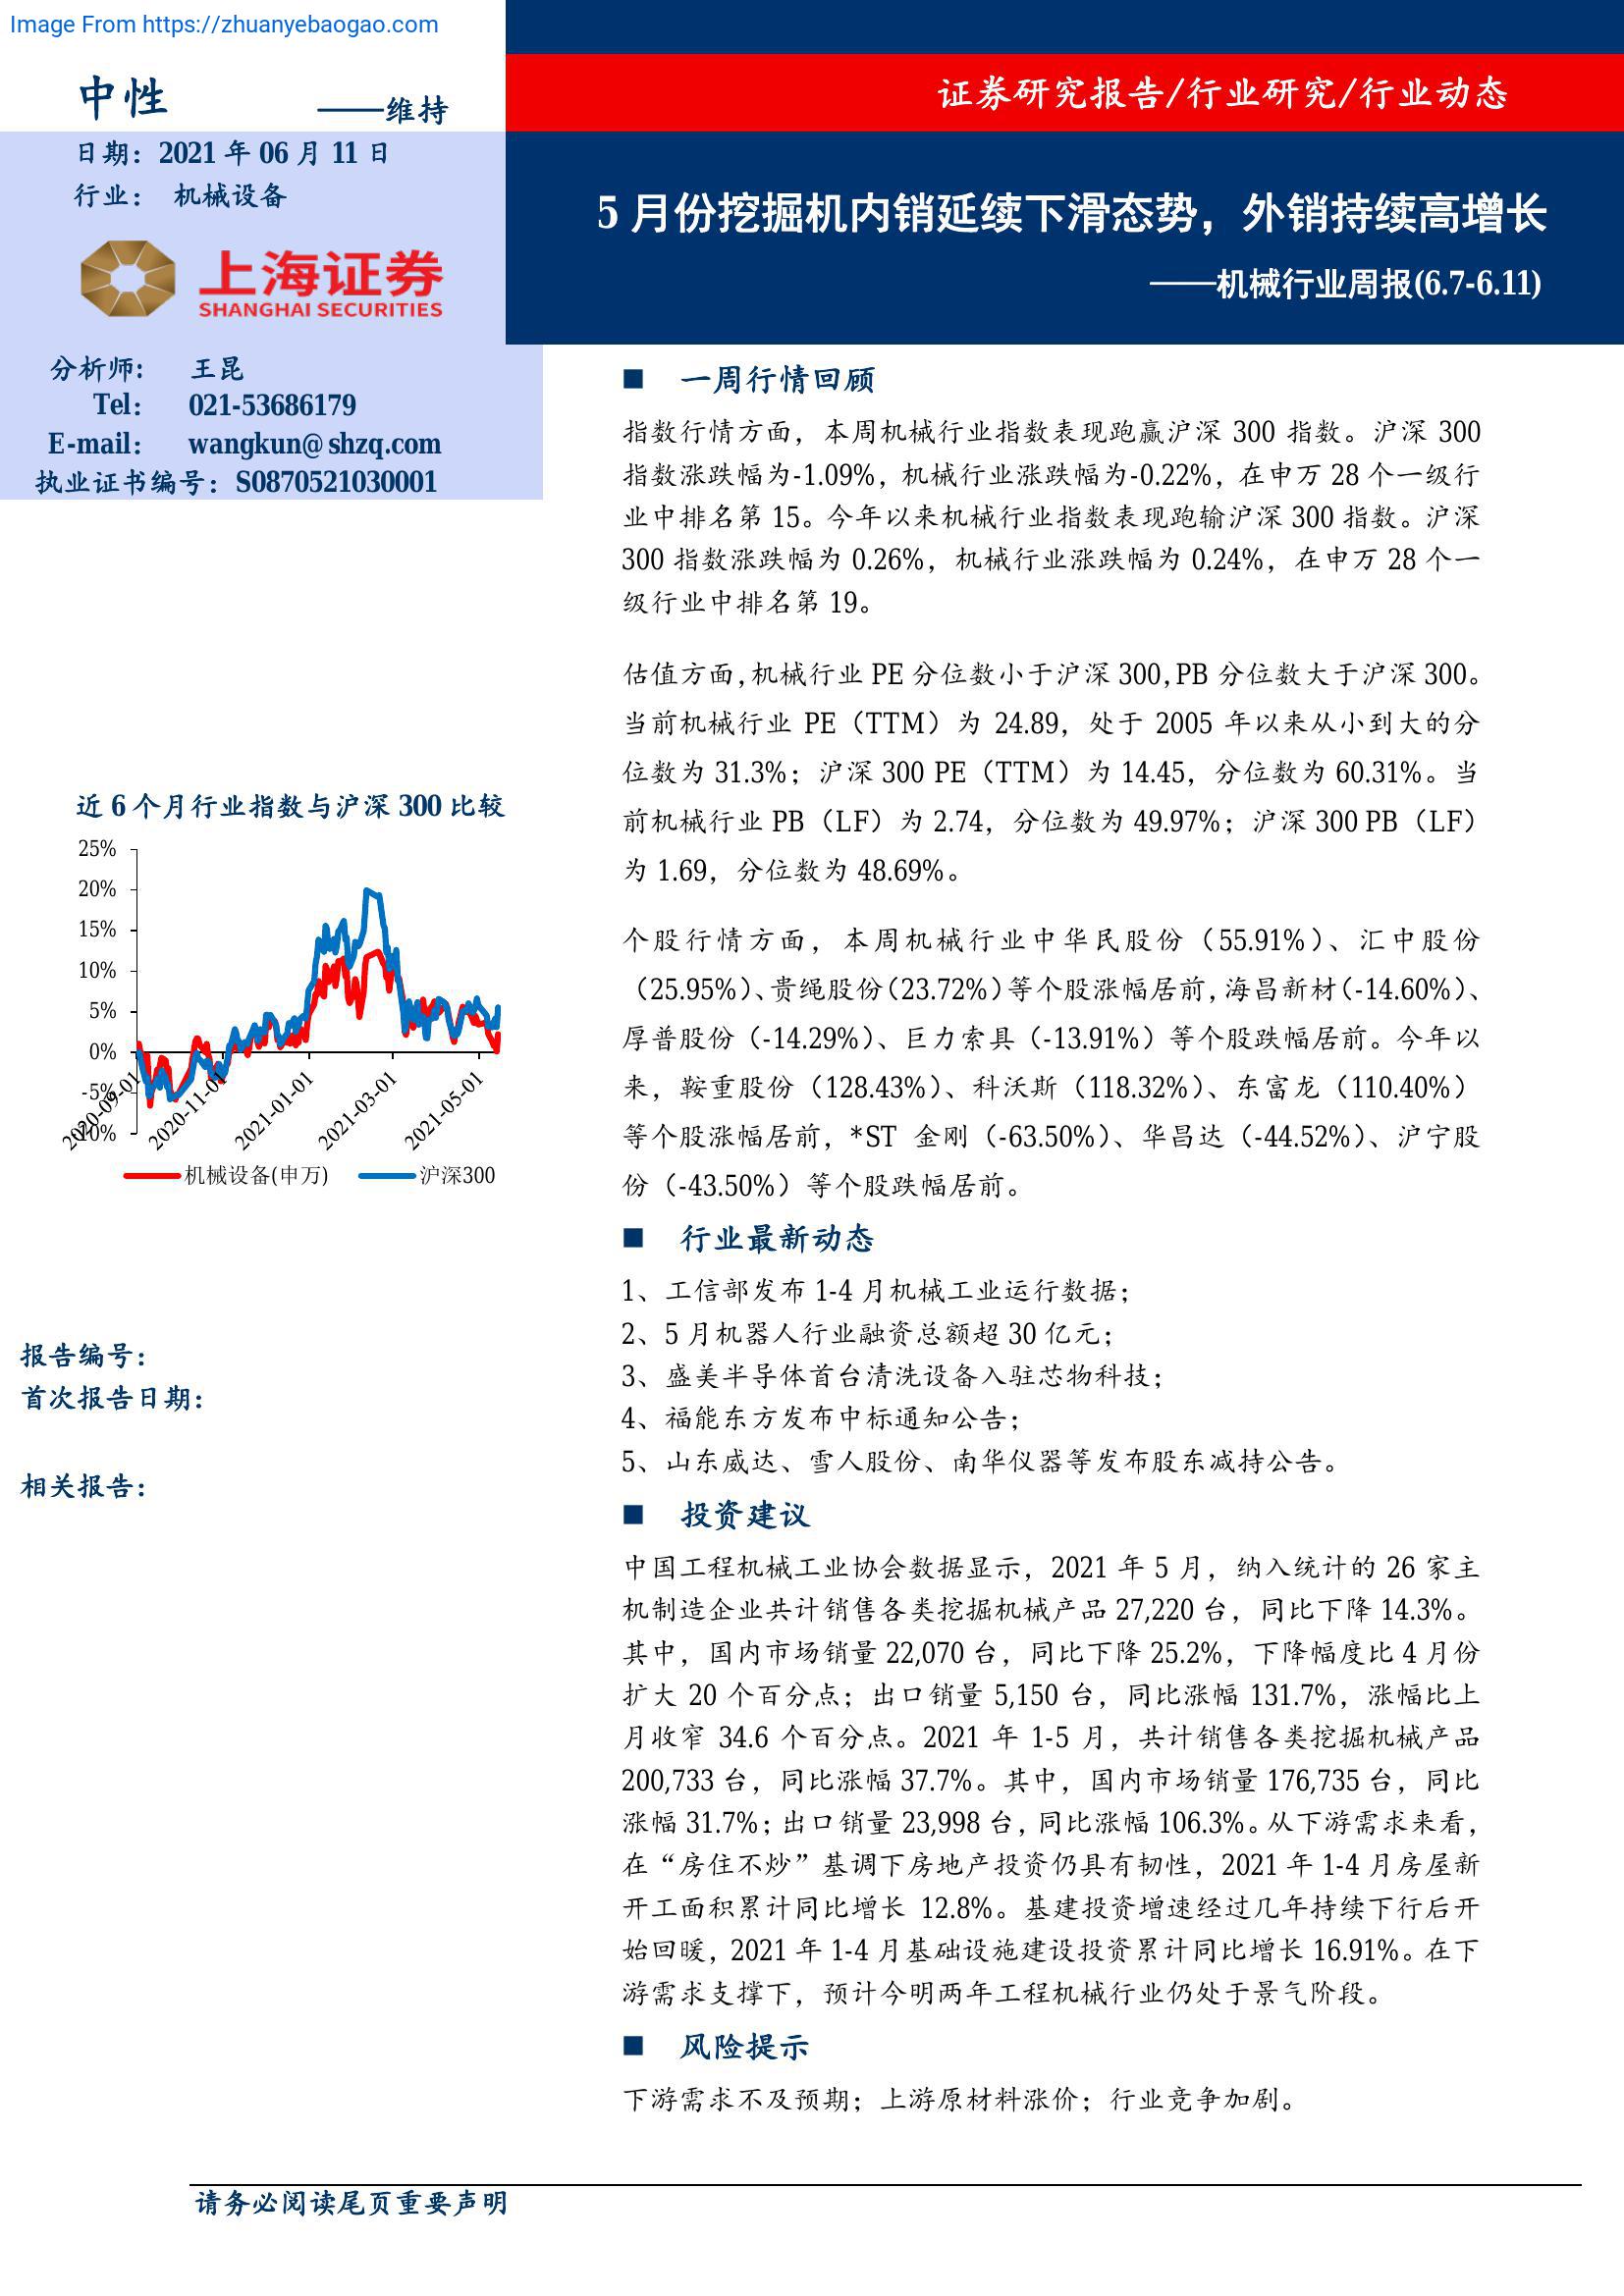 Image From https://zhuanyebaogao.com
中性 ——维持
证券研究报告/行业研究/行业动态
日期：2021 年 06 月 11 日
行业： 机械设备
5 月份挖掘机内销延续下滑态势，外销持续高增长
——机械行业周报(6.7-6.11)
上海证券
SHANGHAI SECURITIES
分析师： 王昆
Tel： 021-53686179
E-mail： wangkun@shzq.com
执业证书编号：S0870521030001
近 6 个月行业指数与沪深 300 比较
25%
20%
15%
10%
5%
0%
-5%
-10%
2020-09-01
2020-11-01
2021-01-01
2021-03-01
2021-05-01
机械设备(申万) 沪深300
报告编号：
首次报告日期：
相关报告：
■ 一周行情回顾
指数行情方面，本周机械行业指数表现跑赢沪深 300 指数。沪深 300
指数涨跌幅为-1.09%，机械行业涨跌幅为-0.22%，在申万 28 个一级行
业中排名第 15。今年以来机械行业指数表现跑输沪深 300 指数。沪深
300 指数涨跌幅为 0.26%，机械行业涨跌幅为 0.24%，在申万 28 个一
级行业中排名第 19。
估值方面，机械行业 PE 分位数小于沪深 300，PB 分位数大于沪深 300。
当前机械行业 PE（TTM）为 24.89，处于 2005 年以来从小到大的分
位数为 31.3%；沪深 300 PE（TTM）为 14.45，分位数为 60.31%。当
前机械行业 PB（LF）为 2.74，分位数为 49.97%；沪深 300 PB（LF）
为 1.69，分位数为 48.69%。
个股行情方面，本周机械行业中华民股份（55.91%）、汇中股份
（25.95%）、贵绳股份（23.72%）等个股涨幅居前，海昌新材（-14.60%）、
厚普股份（-14.29%）、巨力索具（-13.91%）等个股跌幅居前。今年以
来，鞍重股份（128.43%）、科沃斯（118.32%）、东富龙（110.40%）
等个股涨幅居前，*ST 金刚（-63.50%）、华昌达（-44.52%）、沪宁股
份（-43.50%）等个股跌幅居前。
■ 行业最新动态
1、工信部发布 1-4 月机械工业运行数据；
2、5 月机器人行业融资总额超 30 亿元；
3、盛美半导体首台清洗设备入驻芯物科技；
4、福能东方发布中标通知公告；
5、山东威达、雪人股份、南华仪器等发布股东减持公告。
■ 投资建议
中国工程机械工业协会数据显示，2021 年 5 月，纳入统计的 26 家主
机制造企业共计销售各类挖掘机械产品 27,220 台，同比下降 14.3%。
其中，国内市场销量 22,070 台，同比下降 25.2%，下降幅度比 4 月份
扩大 20 个百分点；出口销量 5,150 台，同比涨幅 131.7%，涨幅比上
月收窄 34.6 个百分点。2021 年 1-5 月，共计销售各类挖掘机械产品
200,733 台，同比涨幅 37.7%。其中，国内市场销量 176,735 台，同比
涨幅 31.7%；出口销量 23,998 台，同比涨幅 106.3%。从下游需求来看，
在“房住不炒”基调下房地产投资仍具有韧性，2021 年 1-4 月房屋新
开工面积累计同比增长 12.8%。基建投资增速经过几年持续下行后开
始回暖，2021 年 1-4 月基础设施建设投资累计同比增长 16.91%。在下
游需求支撑下，预计今明两年工程机械行业仍处于景气阶段。
■ 风险提示
下游需求不及预期；上游原材料涨价；行业竞争加剧。
请务必阅读尾页重要声明